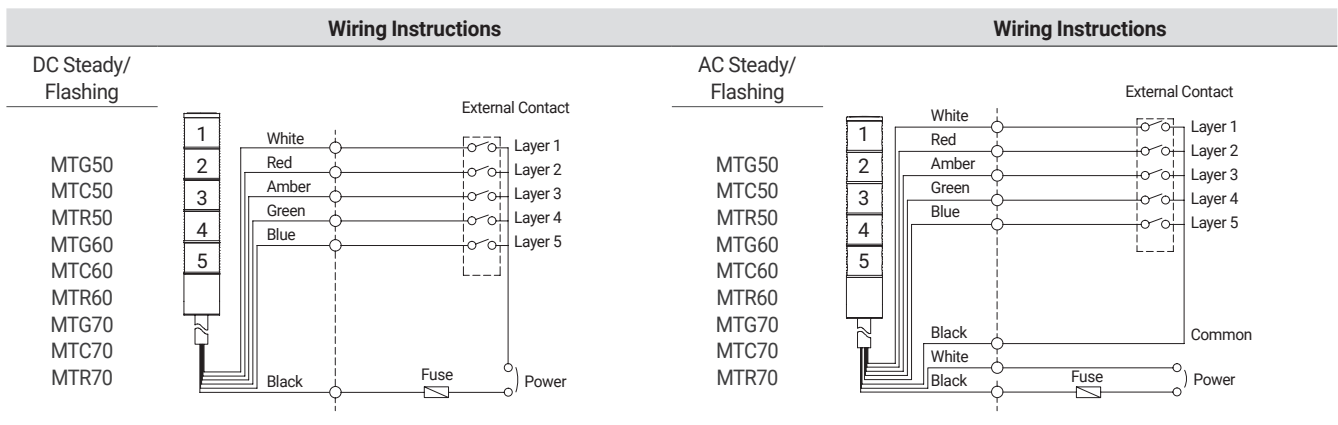 Wiring Instructions
Wiring Instructions
DC Steady/
Flashing
MTG50
MTC50
MTR50
MTG60
MTC60
MTR60
MTG70
MTC70
MTR70
External Contact
1
2
3
4
5
White
Red
Amber
Green
Blue
Layer 1
Layer 2
Layer 3
Layer 4
Layer 5
Black
Fuse
Power
AC Steady/
Flashing
MTG50
MTC50
MTR50
MTG60
MTC60
MTR60
MTG70
MTC70
MTR70
External Contact
1
2
3
4
5
White
Red
Amber
Green
Blue
Layer 1
Layer 2
Layer 3
Layer 4
Layer 5
Black
Common
White
Black
Fuse
Power